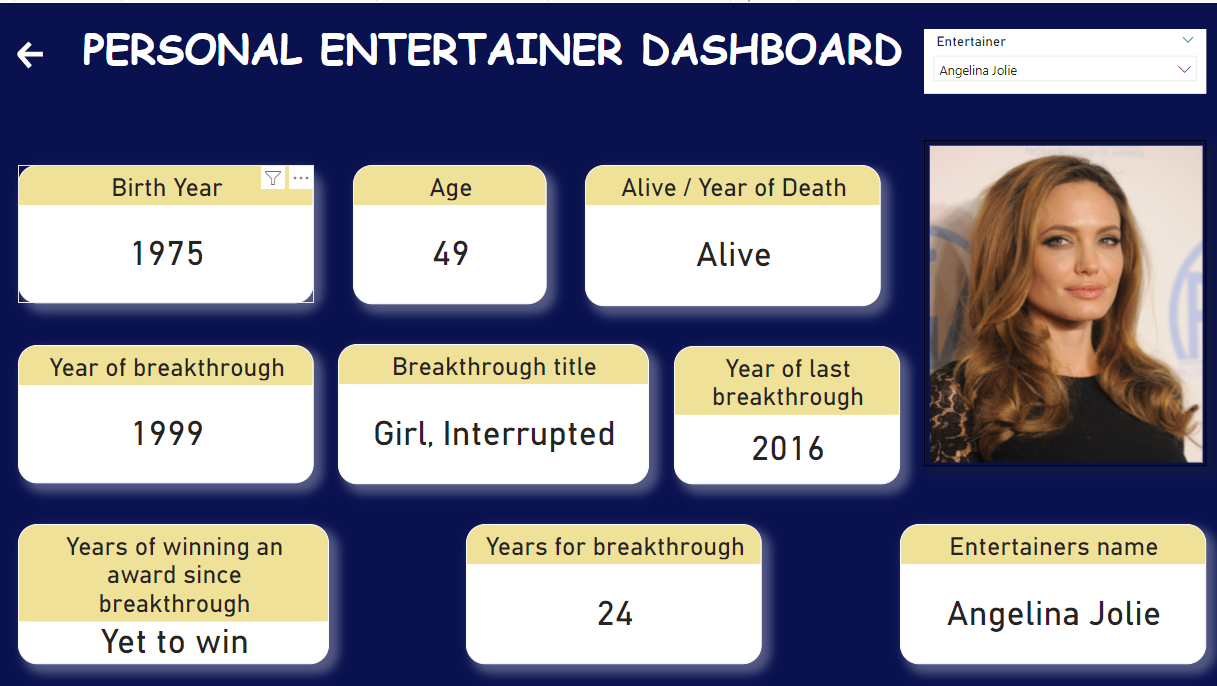 PERSONAL ENTERTAINER DASHBOARD
Entertainer
Angelina Jolie
Birth Year
1975
Age
49
Alive / Year of Death
Alive
Year of breakthrough
1999
Breakthrough title
Girl, Interrupted
Year of last
breakthrough
2016
Years of winning an
award since
breakthrough
Yet to win
Years for breakthrough
24
Entertainers name
Angelina Jolie